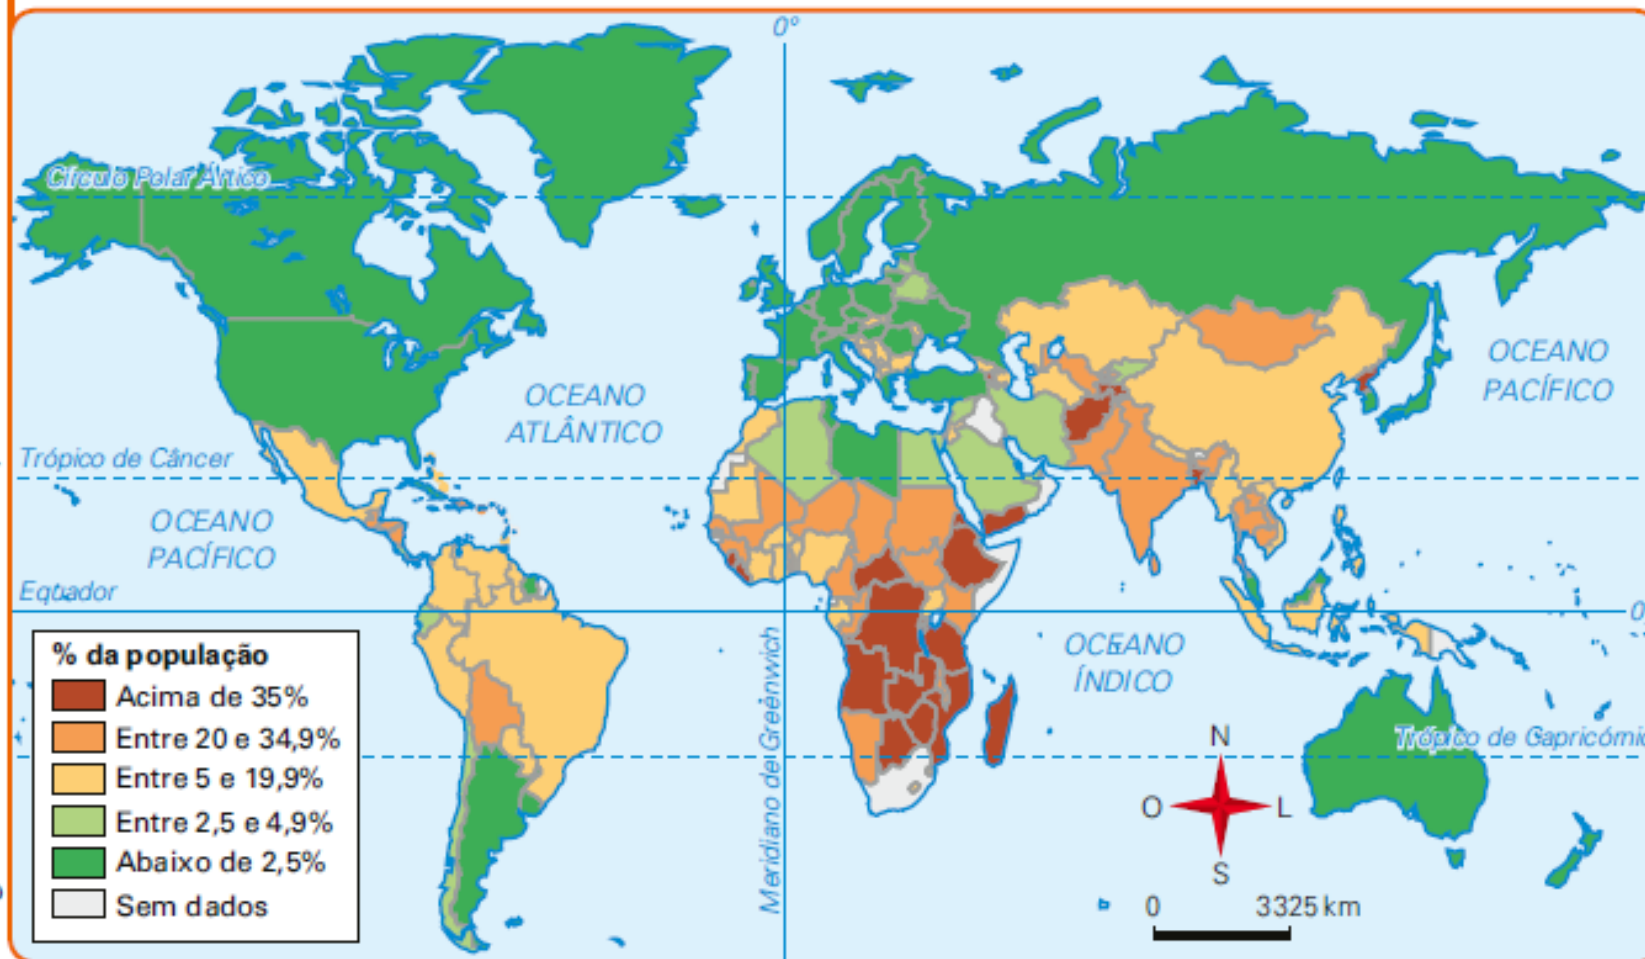 0°
Círculo Polar Ártico
OCEANO
PACÍFICO
OCEANO
ATLÂNTICO
Trópico de Câncer
OCEANO
PACÍFICO
Equador
0
OCEANO
ÍNDICO
Meridiano de Greenwich
Trópico de Capricórnio
% da população
Acima de 35%
Entre 20 e 34,9%
Entre 5 e 19,9%
Entre 2,5 e 4,9%
Abaixo de 2,5%
Sem dados
N
O L
S
0 3325 km